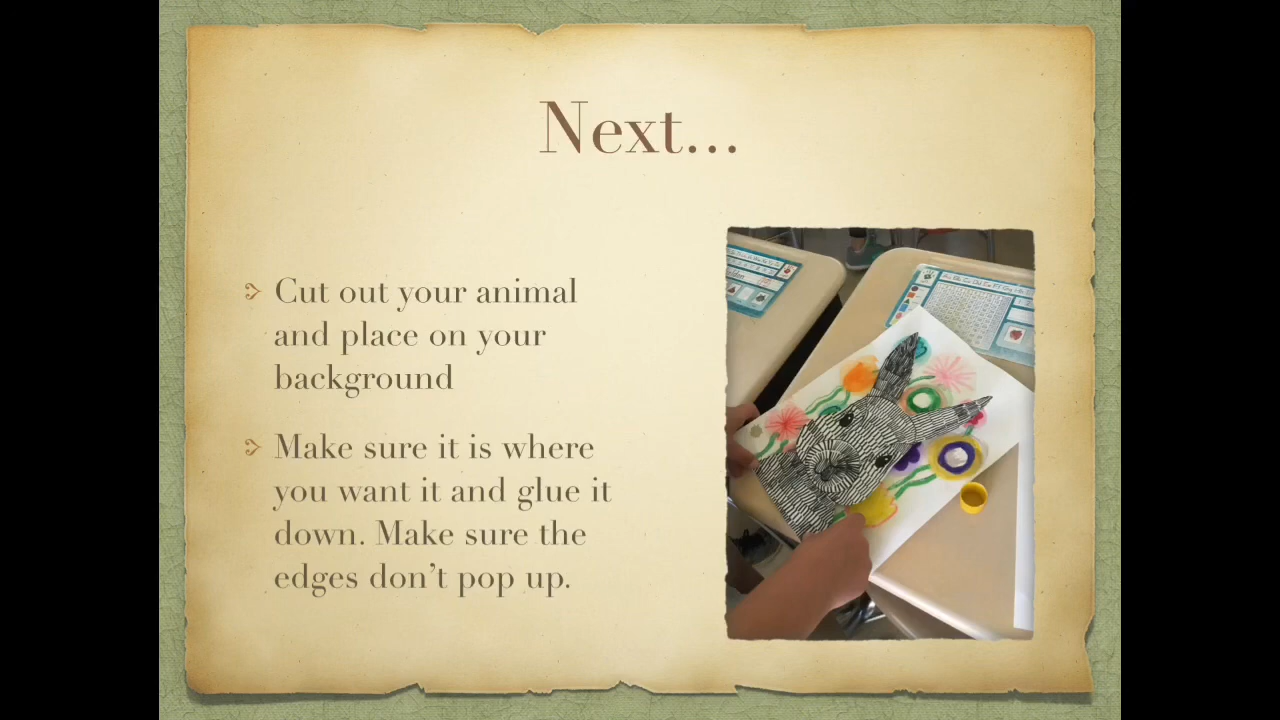 Next...
Cut out your animal
and place on your
background
Make sure it is where
you want it and glue it
down. Make sure the
edges don’t pop up.